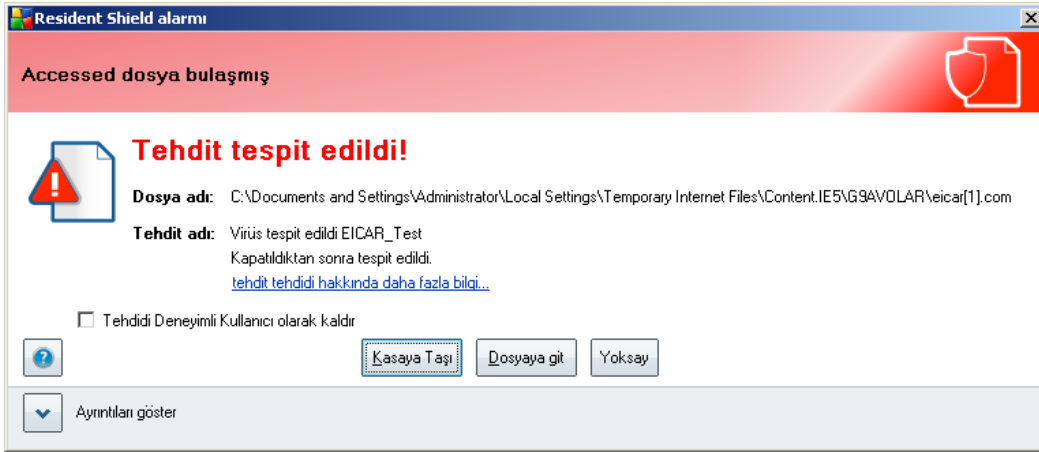 Resident Shield alarmı
Accessed dosya bulaşmış
Tehdit tespit edildi!
Dosya adı: C:\Documents and Settings\Administrator\Local Settings\Temporary Internet Files\Content.IE5\G9AVOLAR\eicar[1].com
Tehdit adı: Virüs tespit edildi EICAR_Test
Kapatıldıktan sonra tespit edildi.
tehdit tehdidi hakkında daha fazla bilgi...
Tehdidi Deneyimli Kullanıcı olarak kaldır
? Kasaya Taşı Dosyaya git Yoksay
Ayrıntıları göster